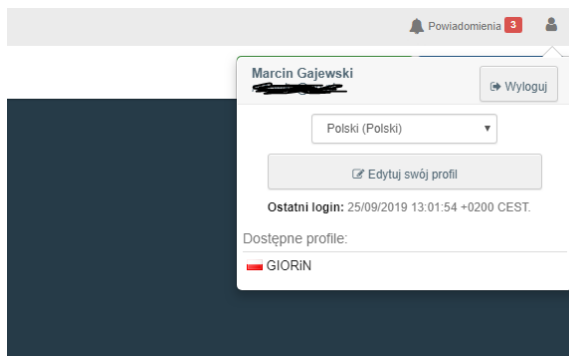 Powiadomienia 3
Marcin Gajewski
Wyloguj
Polski (Polski)
Edytuj swój profil
Ostatni login: 25/09/2019 13:01:54 +0200 CEST.
Dostępne profile:
GIORiN